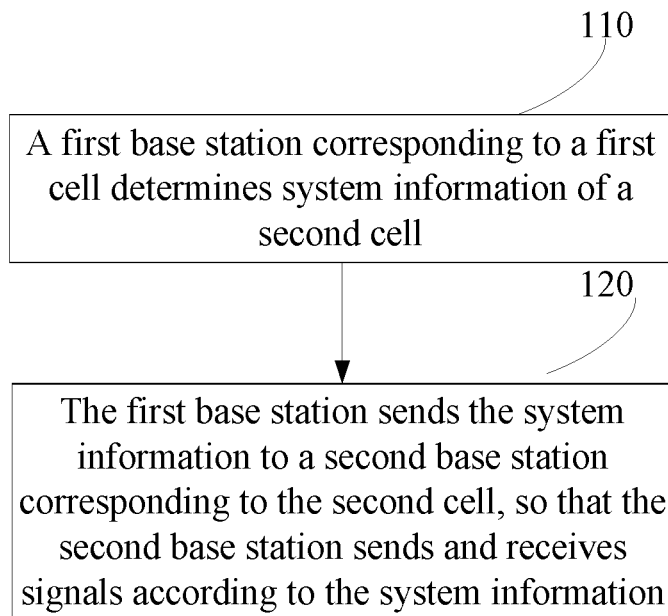 110
A first base station corresponding to a first
cell determines system information of a
second cell
120
The first base station sends the system
information to a second base station
corresponding to the second cell, so that the
second base station sends and receives
signals according to the system information